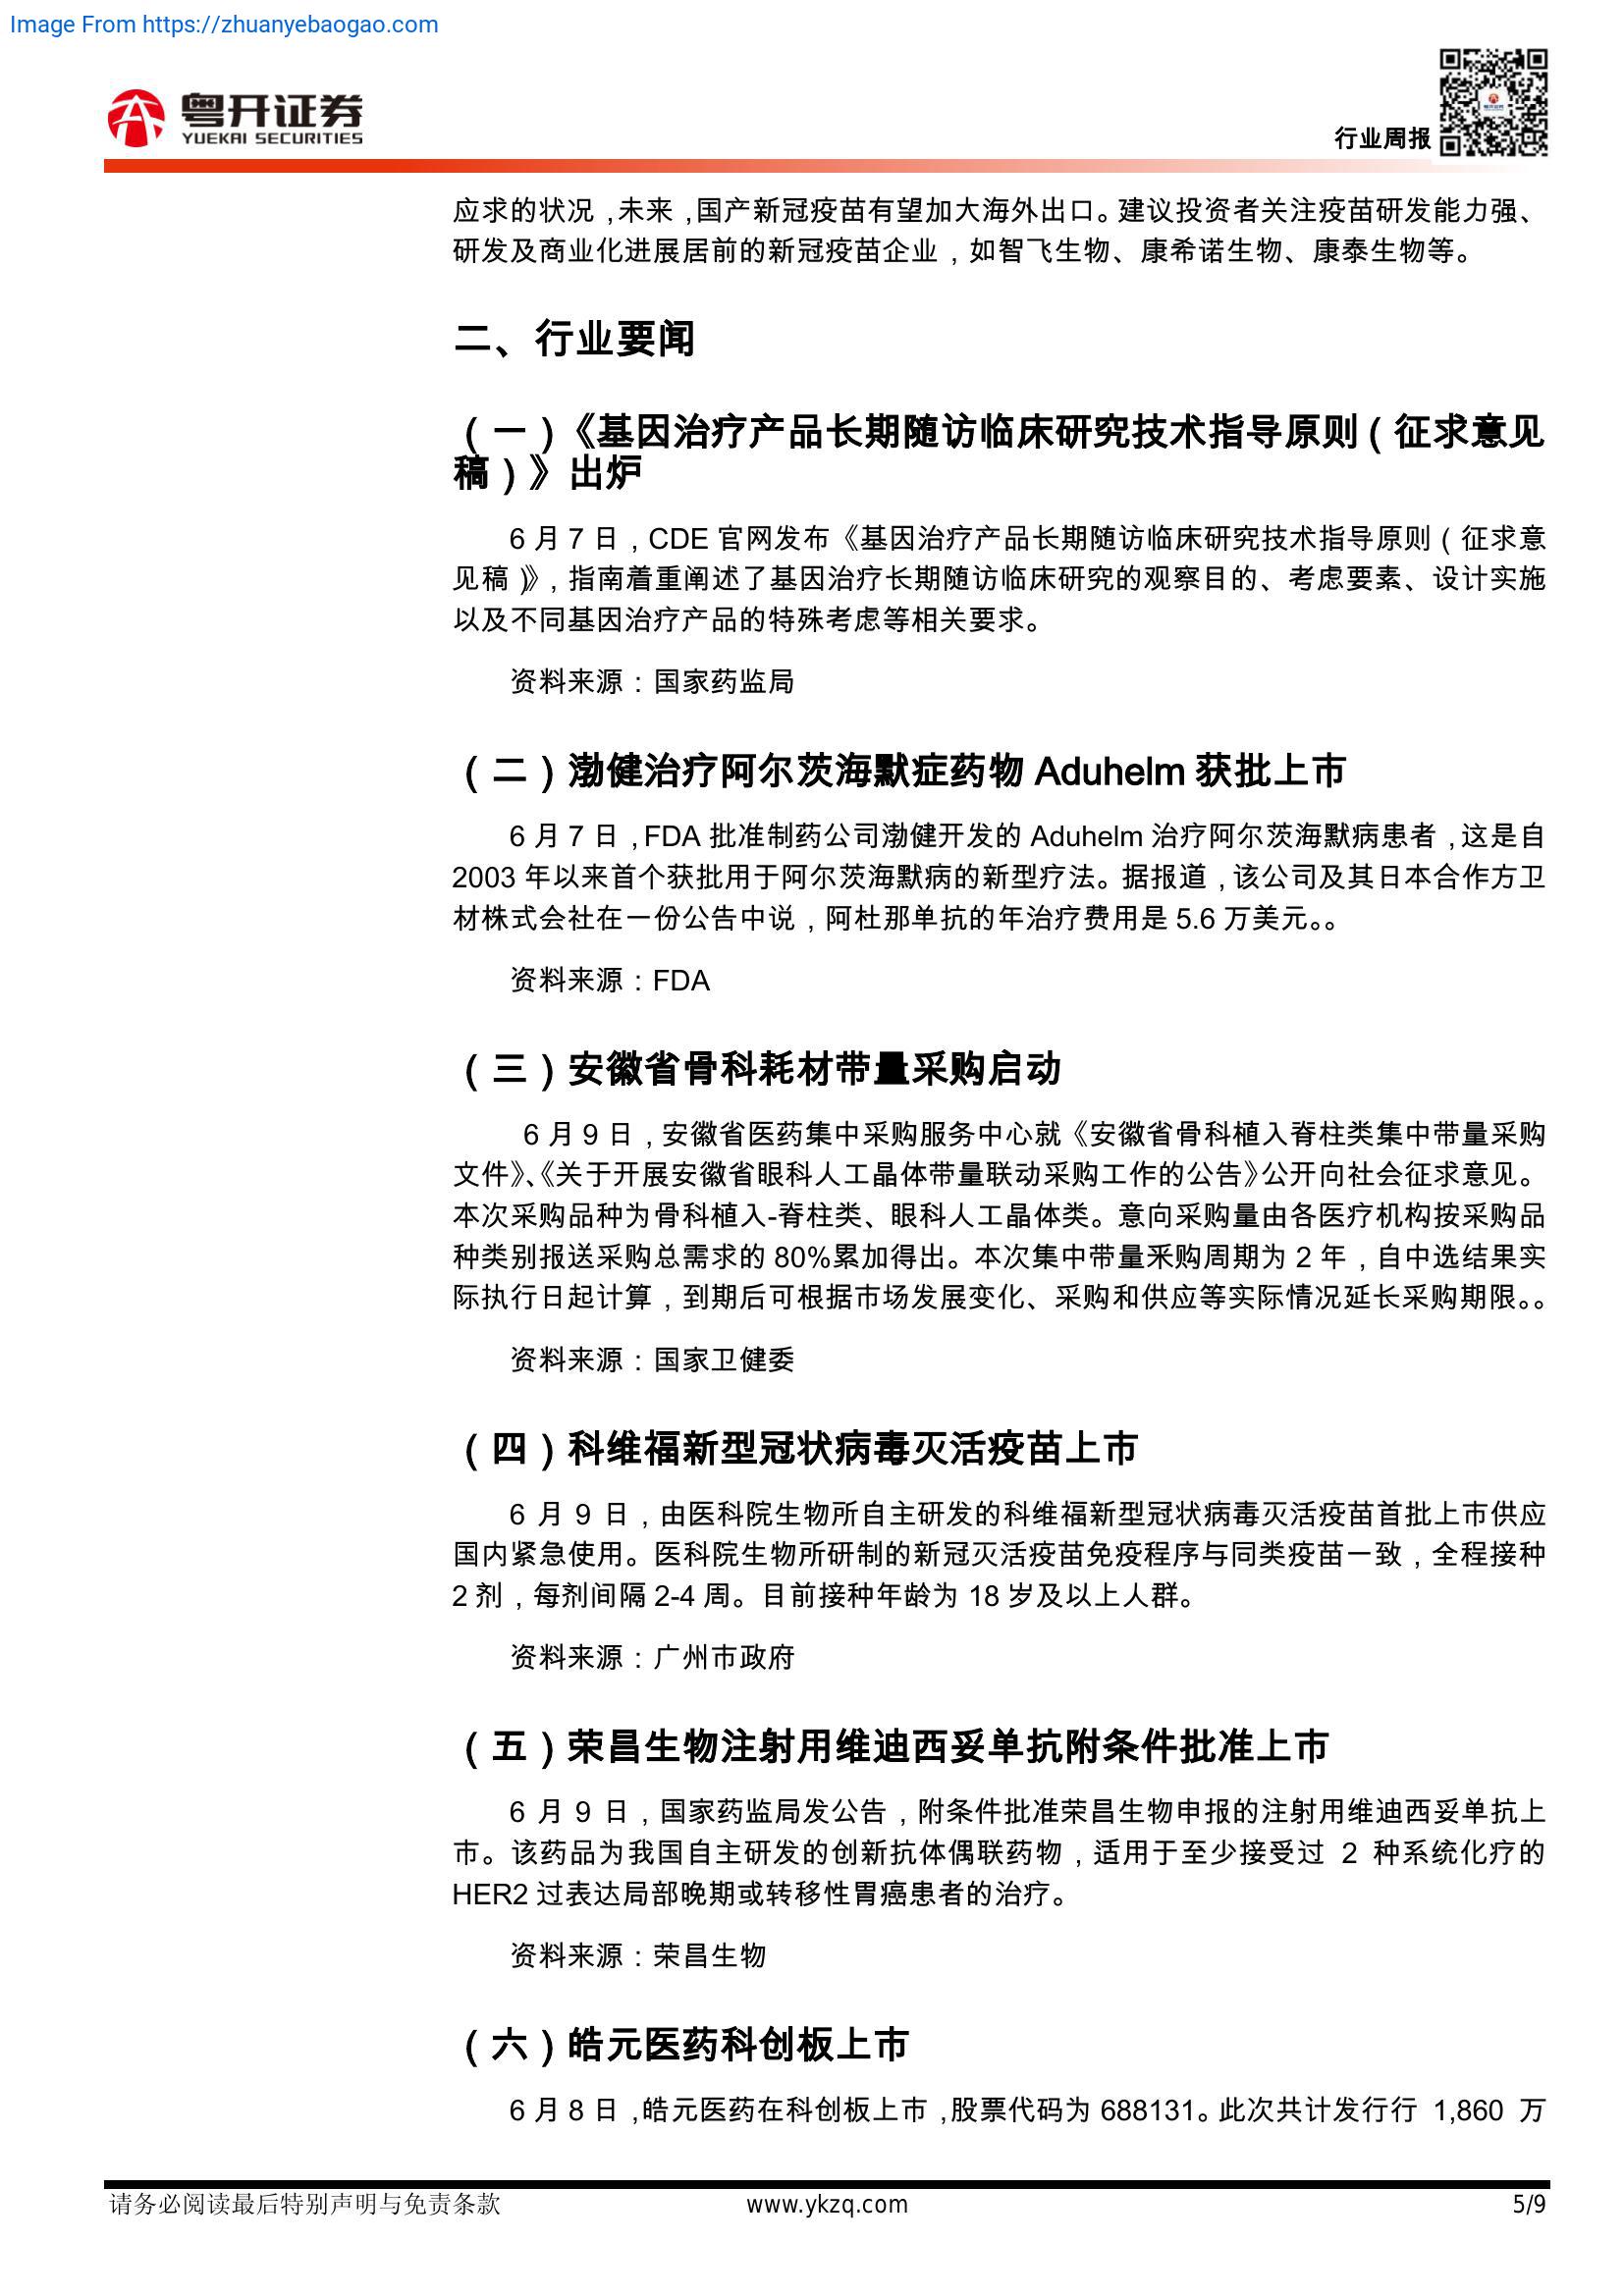 Image From https://zhuanyebaogao.com
粤开证券
YUEKAI SECURITIES
行业周报
应求的状况，未来，国产新冠疫苗有望加大海外出口。建议投资者关注疫苗研发能力强、
研发及商业化进展居前的新冠疫苗企业，如智飞生物、康希诺生物、康泰生物等。
二、行业要闻
（一）《基因治疗产品长期随访临床研究技术指导原则（征求意见
稿）》出炉
6 月 7 日，CDE 官网发布《基因治疗产品长期随访临床研究技术指导原则（征求意
见稿）》，指南着重阐述了基因治疗长期随访临床研究的观察目的、考虑要素、设计实施
以及不同基因治疗产品的特殊考虑等相关要求。
资料来源：国家药监局
（二）渤健治疗阿尔茨海默症药物 Aduhelm 获批上市
6 月 7 日，FDA 批准制药公司渤健开发的 Aduhelm 治疗阿尔茨海默病患者，这是自
2003 年以来首个获批用于阿尔茨海默病的新型疗法。据报道，该公司及其日本合作方卫
材株式会社在一份公告中说，阿杜那单抗的年治疗费用是 5.6 万美元。。
资料来源：FDA
（三）安徽省骨科耗材带量采购启动
6 月 9 日，安徽省医药集中采购服务中心就《安徽省骨科植入脊柱类集中带量采购
文件》、《关于开展安徽省眼科人工晶体带量联动采购工作的公告》公开向社会征求意见。
本次采购品种为骨科植入-脊柱类、眼科人工晶体类。意向采购量由各医疗机构按采购品
种类别报送采购总需求的 80%累加得出。本次集中带量采购周期为 2 年，自中选结果实
际执行日起计算，到期后可根据市场发展变化、采购和供应等实际情况延长采购期限。。
资料来源：国家卫健委
（四）科维福新型冠状病毒灭活疫苗上市
6 月 9 日，由医科院生物所自主研发的科维福新型冠状病毒灭活疫苗首批上市供应
国内紧急使用。医科院生物所研制的新冠灭活疫苗免疫程序与同类疫苗一致，全程接种
2 剂，每剂间隔 2-4 周。目前接种年龄为 18 岁及以上人群。
资料来源：广州市政府
（五）荣昌生物注射用维迪西妥单抗附条件批准上市
6 月 9 日，国家药监局发公告，附条件批准荣昌生物申报的注射用维迪西妥单抗上
市。该药品为我国自主研发的创新抗体偶联药物，适用于至少接受过 2 种系统化疗的
HER2 过表达局部晚期或转移性胃癌患者的治疗。
资料来源：荣昌生物
（六）皓元医药科创板上市
6 月 8 日，皓元医药在科创板上市，股票代码为 688131。此次共计发行行 1,860 万
请务必阅读最后特别声明与免责条款
www.ykzq.com
5/9